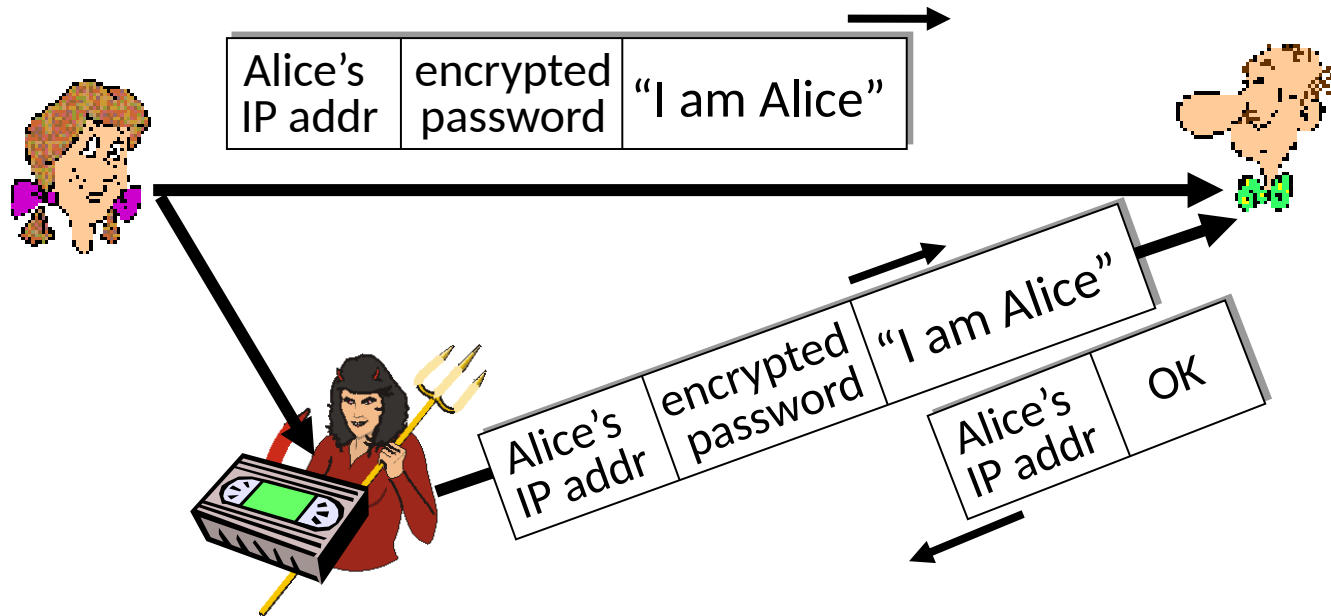 Alice’s
IP addr
encrypted
password
“I am Alice”
Alice’s
IP addr
encrypted
password
“I am Alice”
Alice’s
IP addr
OK